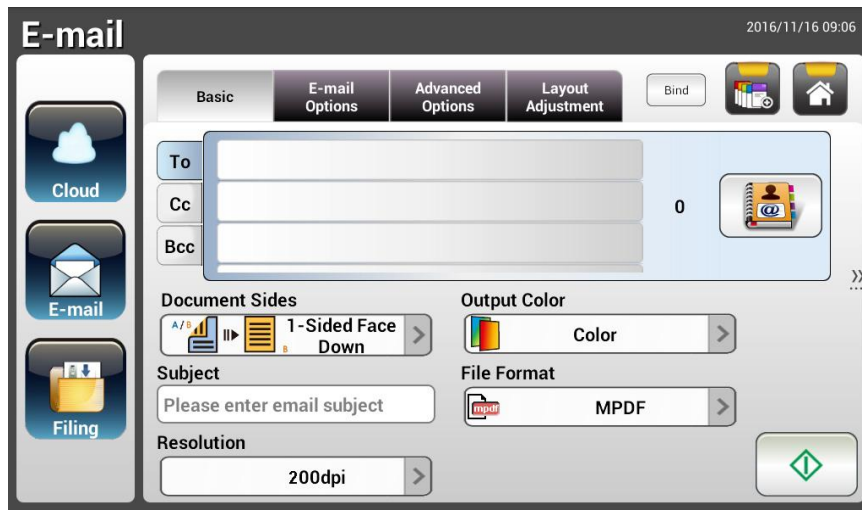 E-mail
2016/11/16 09:06
Basic
E-mail
Options
Advanced
Options
Layout
Adjustment
Bind
Cloud
E-mail
Filing
To
Cc
Bcc
0
@
Document Sides
A/B
B
1-Sided Face
Down
Output Color
Color
Subject
Please enter email subject
File Format
mpdf
MPDF
Resolution
200dpi